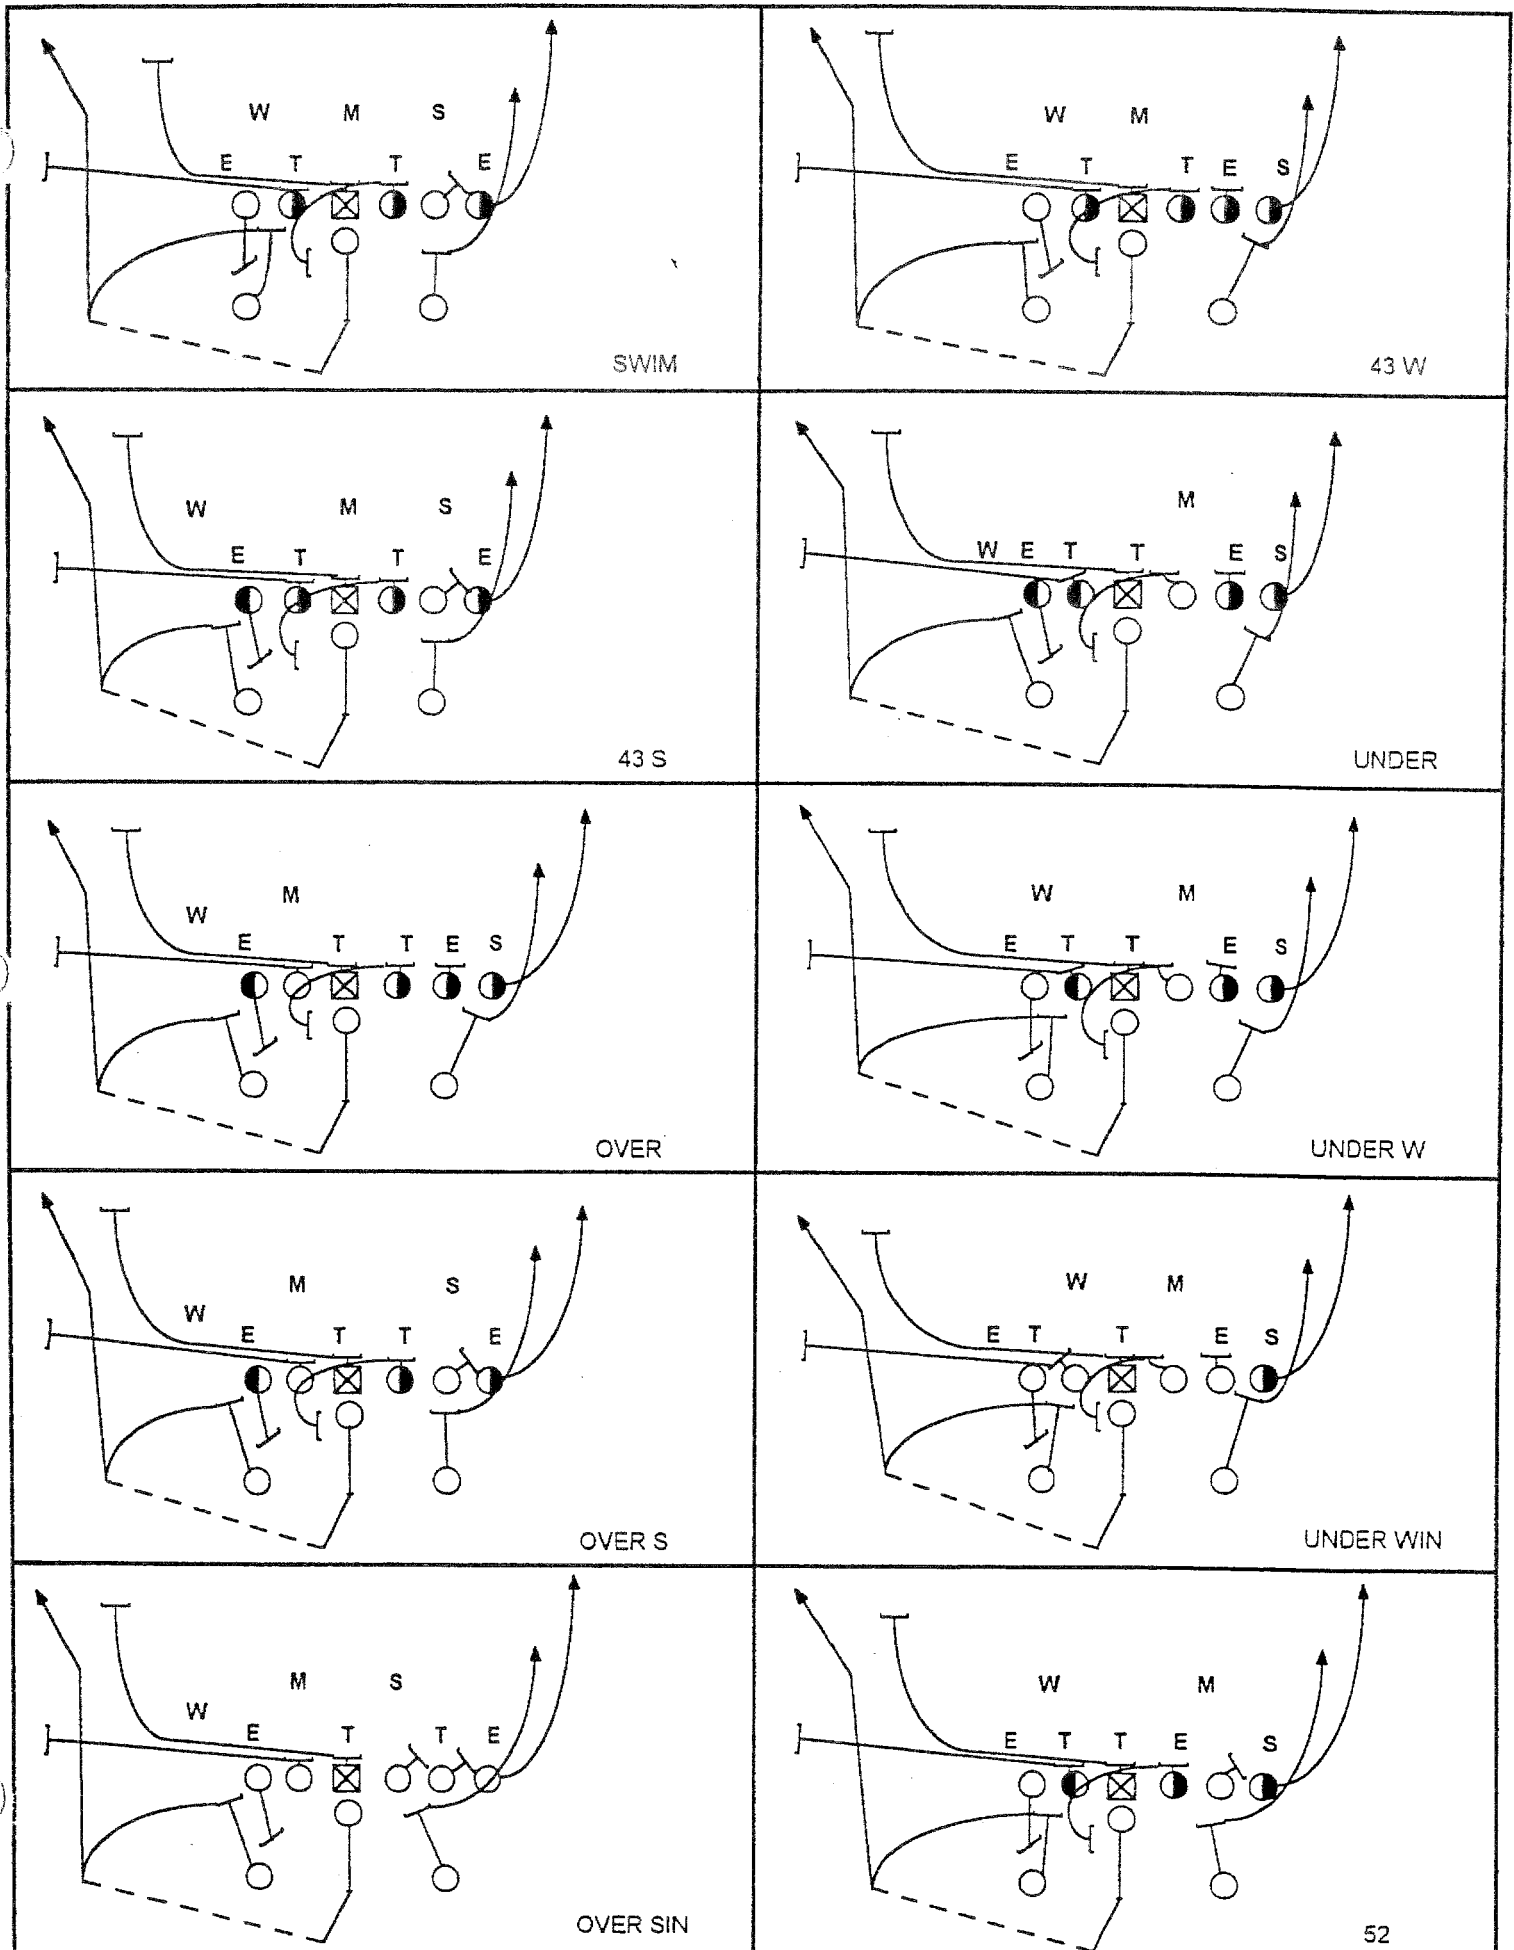 W M S
E T T E
SWIM
W M
E T T E S
43 W
W M S
E T T E
43 S
M
W E T T E S
UNDER
M
W
E T T E S
OVER
W M
E T T E S
UNDER W
M S
W
E T T E
OVER S
W M
E T T E S
UNDER WIN
M S
W
E T T E
OVER SIN
W M
E T T E S
52